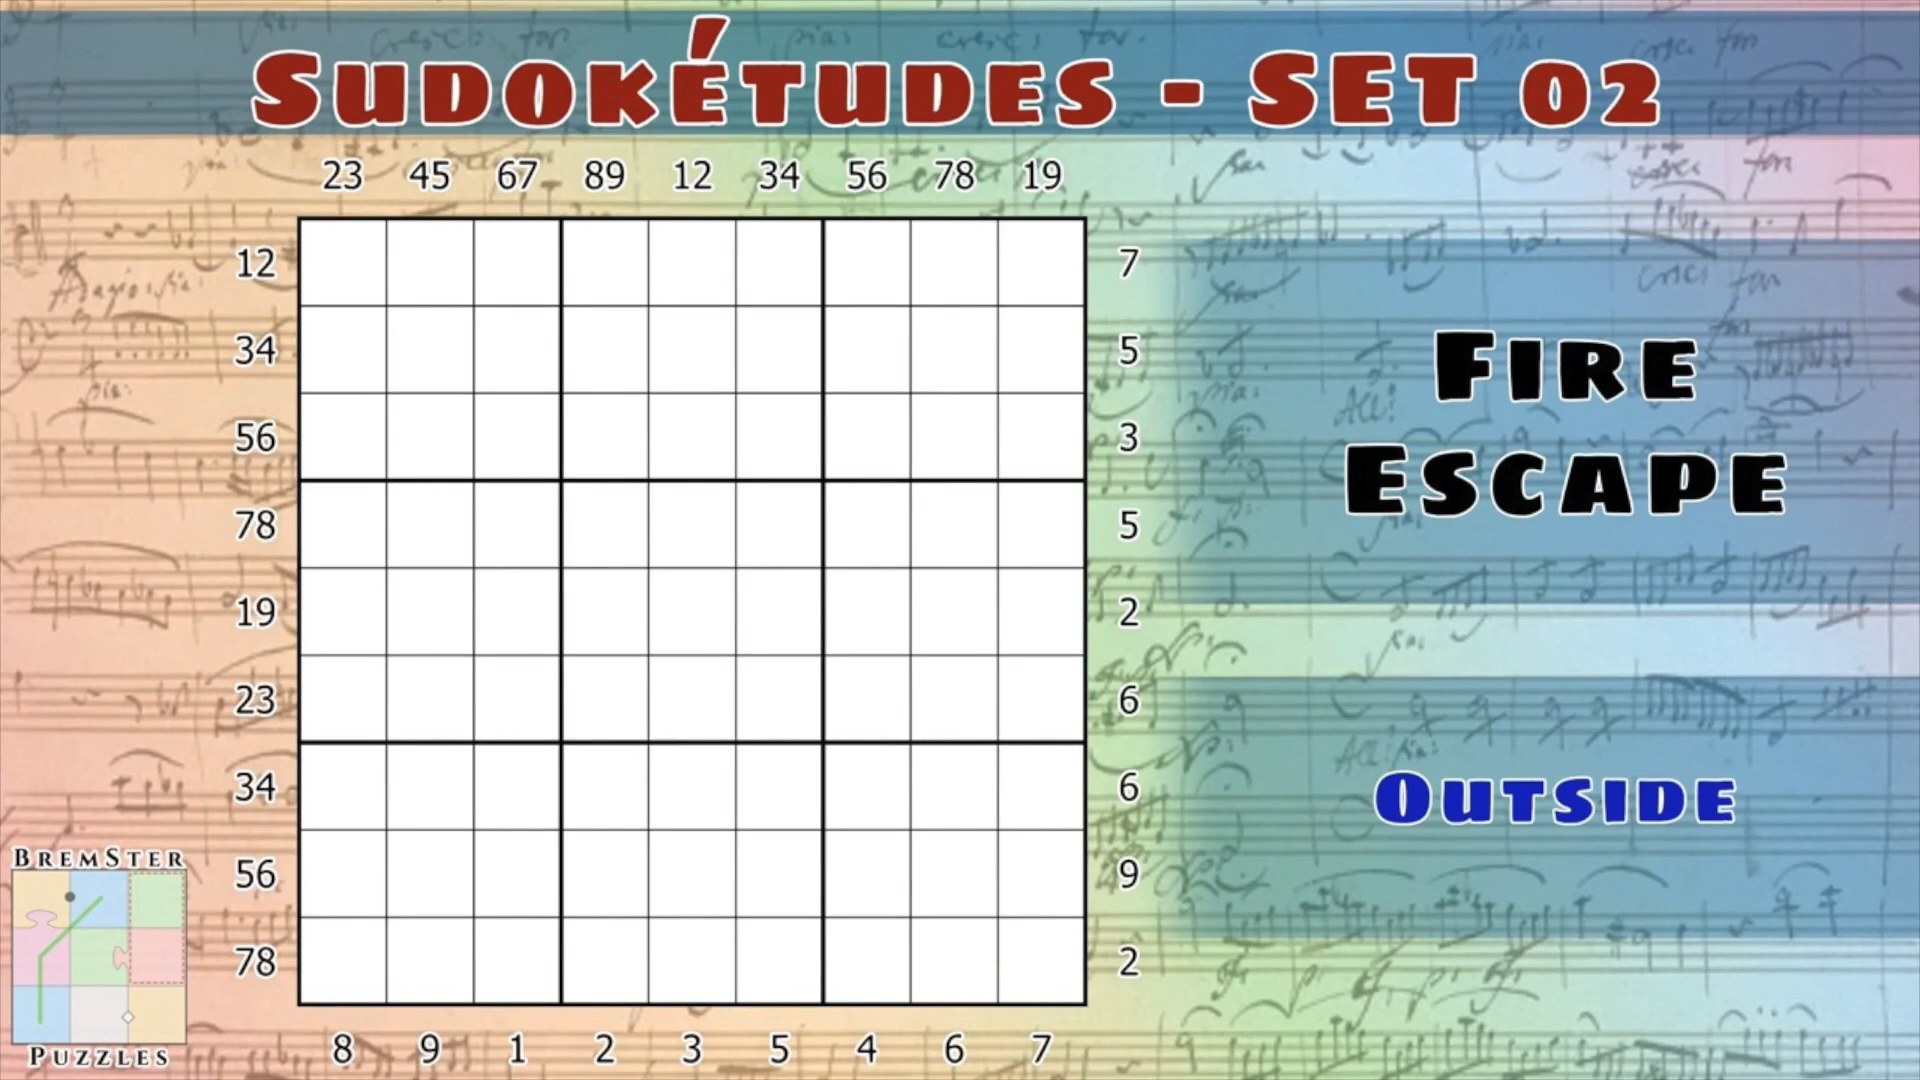 SUDOKÉTUDES - SET 02
23 45 67 89 12 34 56 78 19
12 7
34 5
56 3
78 5
19 2
23 6
34 6
56 9
78 2
8 9 1 2 3 5 4 6 7
FIRE
ESCAPE
OUTSIDE
BREMSTER
PUZZLES